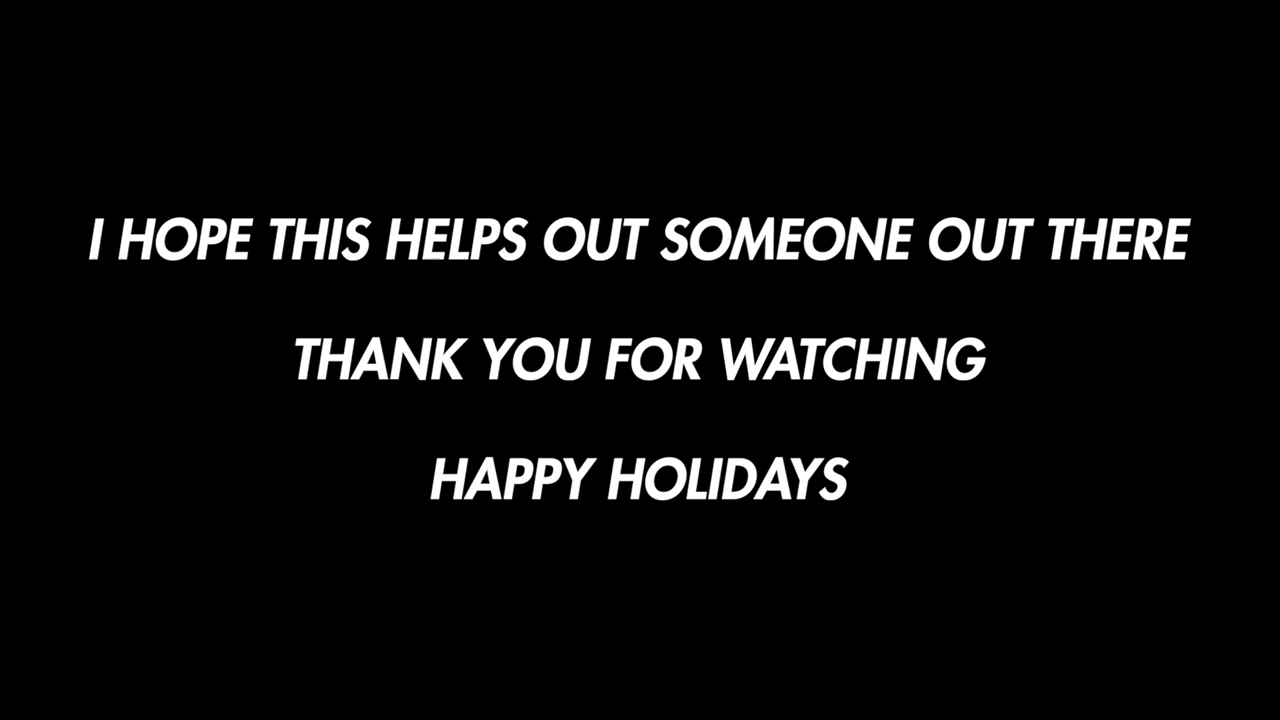 I HOPE THIS HELPS OUT SOMEONE OUT THERE
THANK YOU FOR WATCHING
HAPPY HOLIDAYS